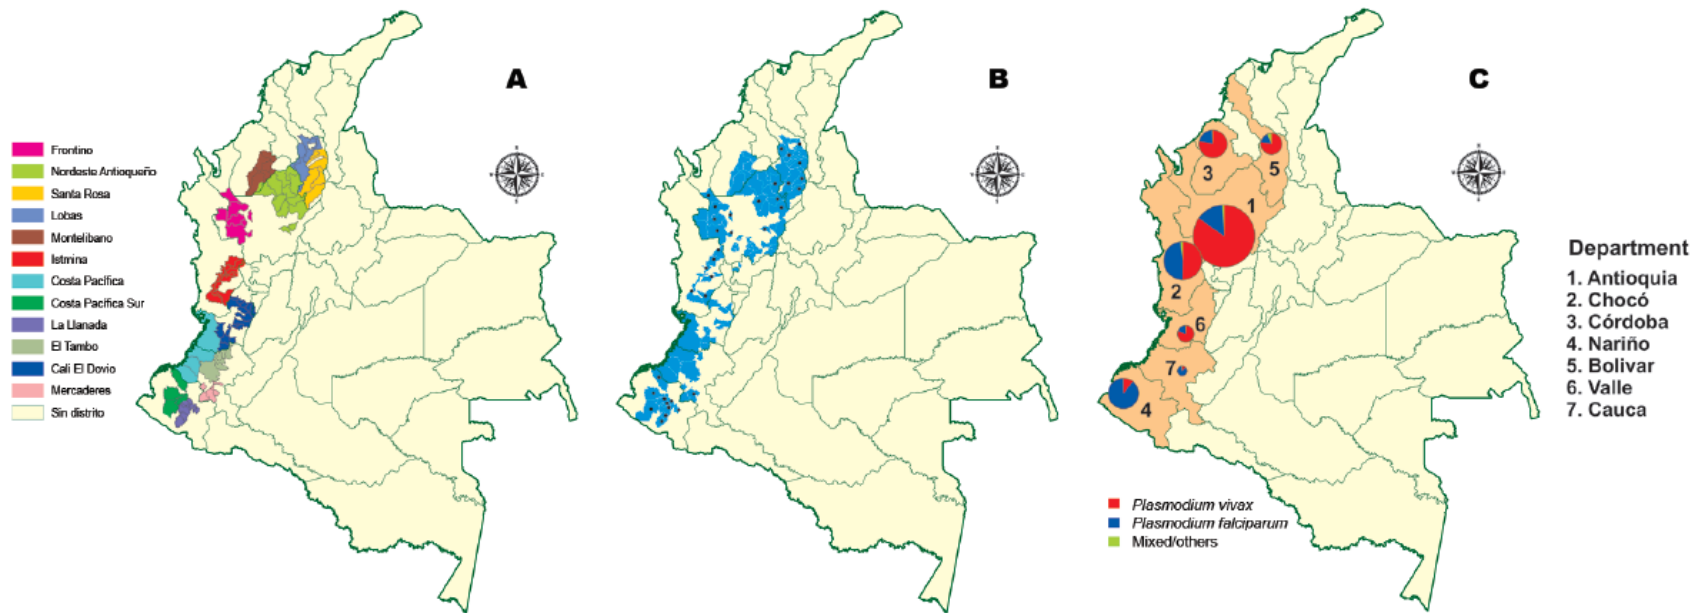 A
Frontino
Nordeste Antioqueño
Santa Rosa
Lobas
Montelibano
Istmina
Costa Pacífica
Costa Pacífica Sur
La Llanada
El Tambo
Cali El Dovio
Mercaderes
Sin distrito
B
C
3
5
1
2
6
7
4
Plasmodium vivax
Plasmodium falciparum
Mixed/others
Department
1. Antioquia
2. Chocó
3. Córdoba
4. Nariño
5. Bolivar
6. Valle
7. Cauca